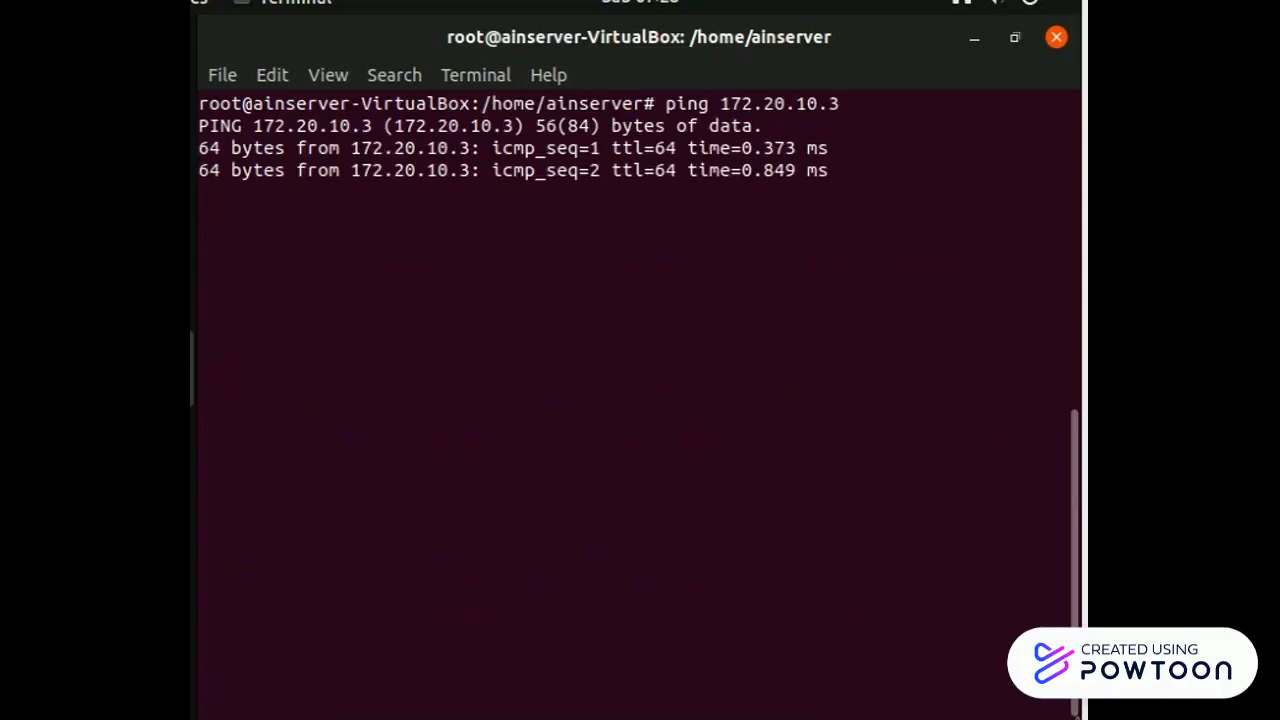 Terminal
root@ainserver-VirtualBox: /home/ainserver
File Edit View Search Terminal Help
root@ainserver-VirtualBox:/home/ainserver# ping 172.20.10.3
PING 172.20.10.3 (172.20.10.3) 56(84) bytes of data.
64 bytes from 172.20.10.3: icmp_seq=1 ttl=64 time=0.373 ms
64 bytes from 172.20.10.3: icmp_seq=2 ttl=64 time=0.849 ms
CREATED USING
POWTOON